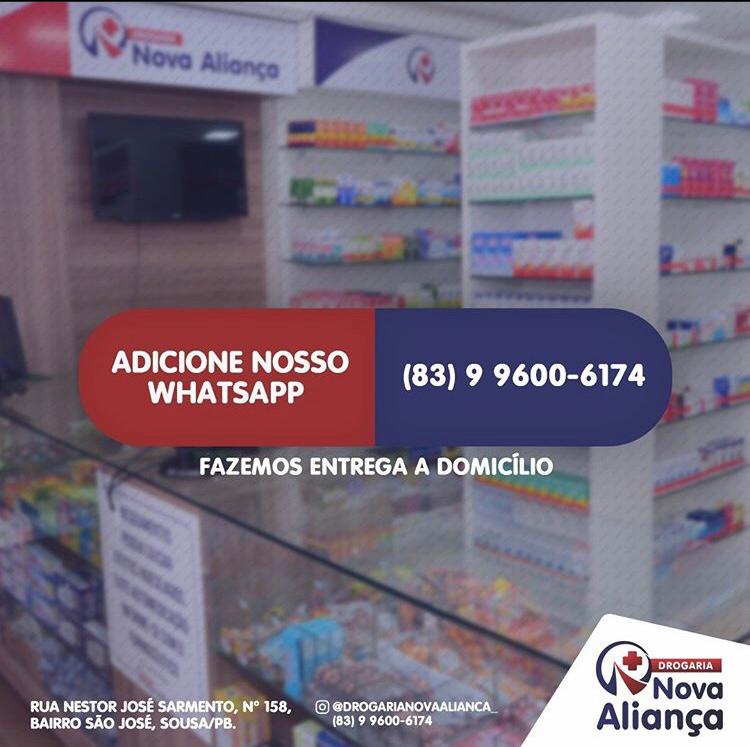 DROGARIA
Nova Aliança
ADICIONE NOSSO
WHATSAPP
(83) 9 9600-6174
FAZEMOS ENTREGA A DOMICÍLIO
RUA NESTOR JOSÉ SARMENTO, Nº 158,
BAIRRO SÃO JOSÉ, SOUSA/PB.
@DROGARIANOVAALIANCA_
(83) 9 9600-6174
DROGARIA
Nova
Aliança